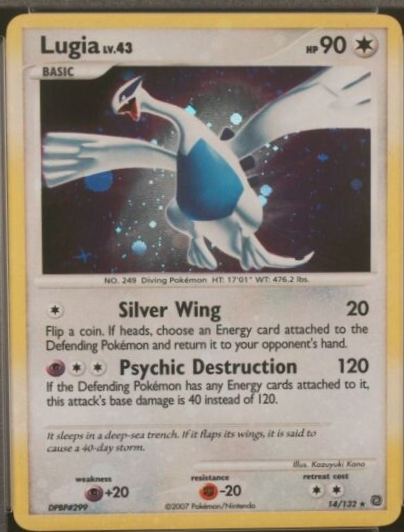 Lugia LV.43 HP 90
BASIC
NO. 249 Diving Pokémon HT: 17'01" WT: 476.2 lbs.
Silver Wing 20
Flip a coin. If heads, choose an Energy card attached to the
Defending Pokémon and return it to your opponent's hand.
Psychic Destruction 120
If the Defending Pokémon has any Energy cards attached to it,
this attack's base damage is 40 instead of 120.
It sleeps in a deep-sea trench. If it flaps its wings, it is said to
cause a 40-day storm.
Illus. Kazuyuki Kano
weakness resistance retreat cost
+20 -20
DPBP#299 ©2007 Pokémon/Nintendo 14/132 ★